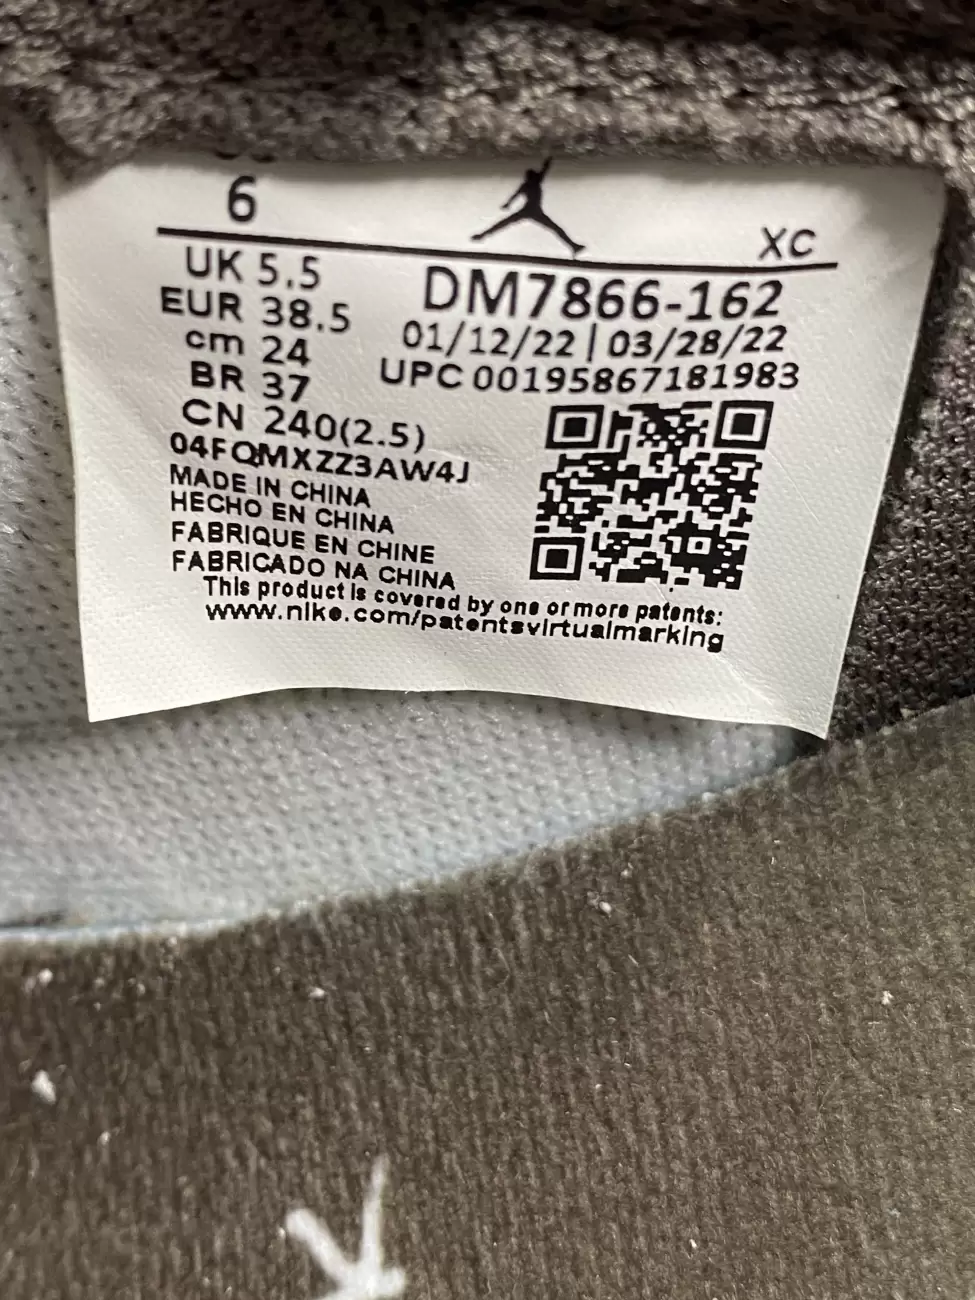 6
XC
UK 5.5
EUR 38.5
cm 24
BR 37
CN 240(2.5)
DM7866-162
01/12/22 | 03/28/22
UPC 00195867181983
04FQMXZZ3AW4J
MADE IN CHINA
HECHO EN CHINA
FABRIQUE EN CHINE
FABRICADO NA CHINA
This product is covered by one or more patents:
www.nike.com/patentsvirtualmarking